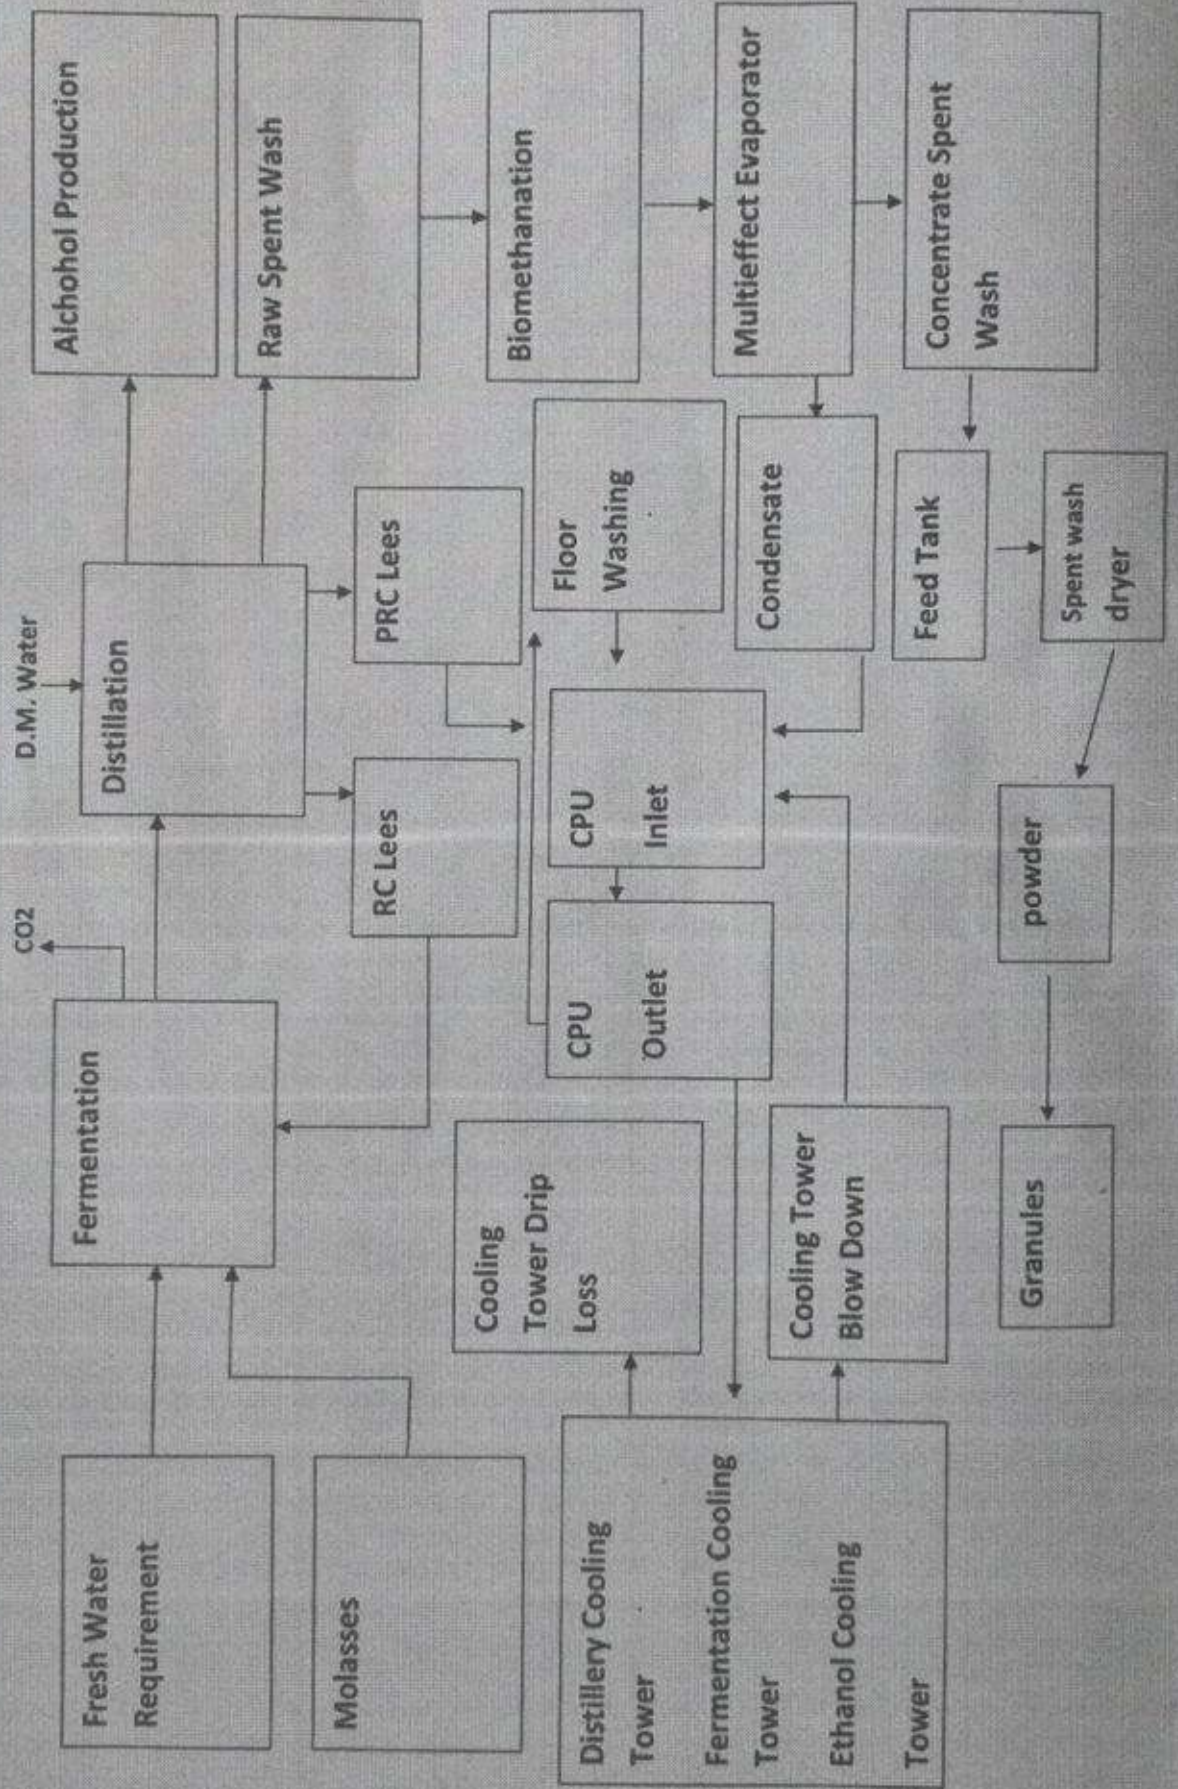 D.M. Water
CO2
Fresh Water
Requirement
Fermentation
Distillation
Alchohol Production
Molasses
RC Lees
PRC Lees
Raw Spent Wash
Cooling
Tower Drip
Loss
CPU
Outlet
CPU
Inlet
Floor
Washing
Biomethanation
Distillery Cooling
Tower
Fermentation Cooling
Tower
Ethanol Cooling
Tower
Cooling Tower
Blow Down
Condensate
Multieffect Evaporator
Granules
powder
Spent wash
dryer
Feed Tank
Concentrate Spent
Wash